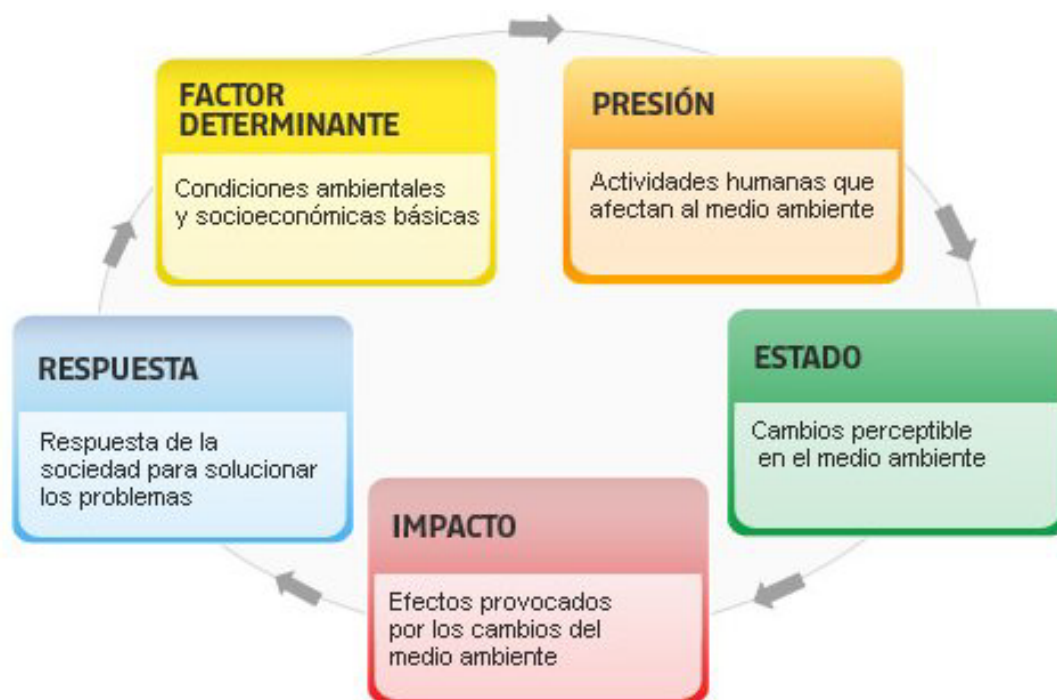 FACTOR
DETERMINANTE
Condiciones ambientales
y socioeconómicas básicas
PRESIÓN
Actividades humanas que
afectan al medio ambiente
ESTADO
Cambios perceptible
en el medio ambiente
IMPACTO
Efectos provocados
por los cambios del
medio ambiente
RESPUESTA
Respuesta de la
sociedad para solucionar
los problemas